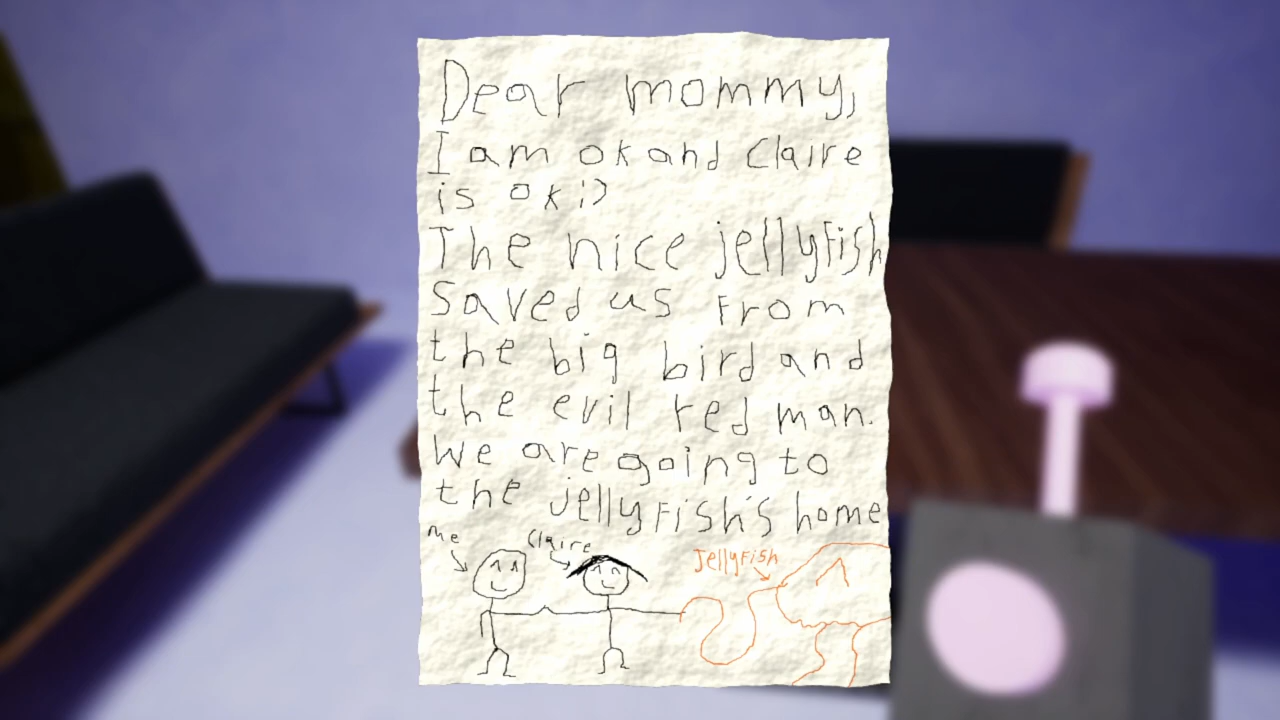 Dear mommy,
I am ok and Claire
is ok :)
The nice jellyfish
saved us from
the big bird and
the evil red man.
We are going to
the jellyfish's home
me
Claire
Jellyfish